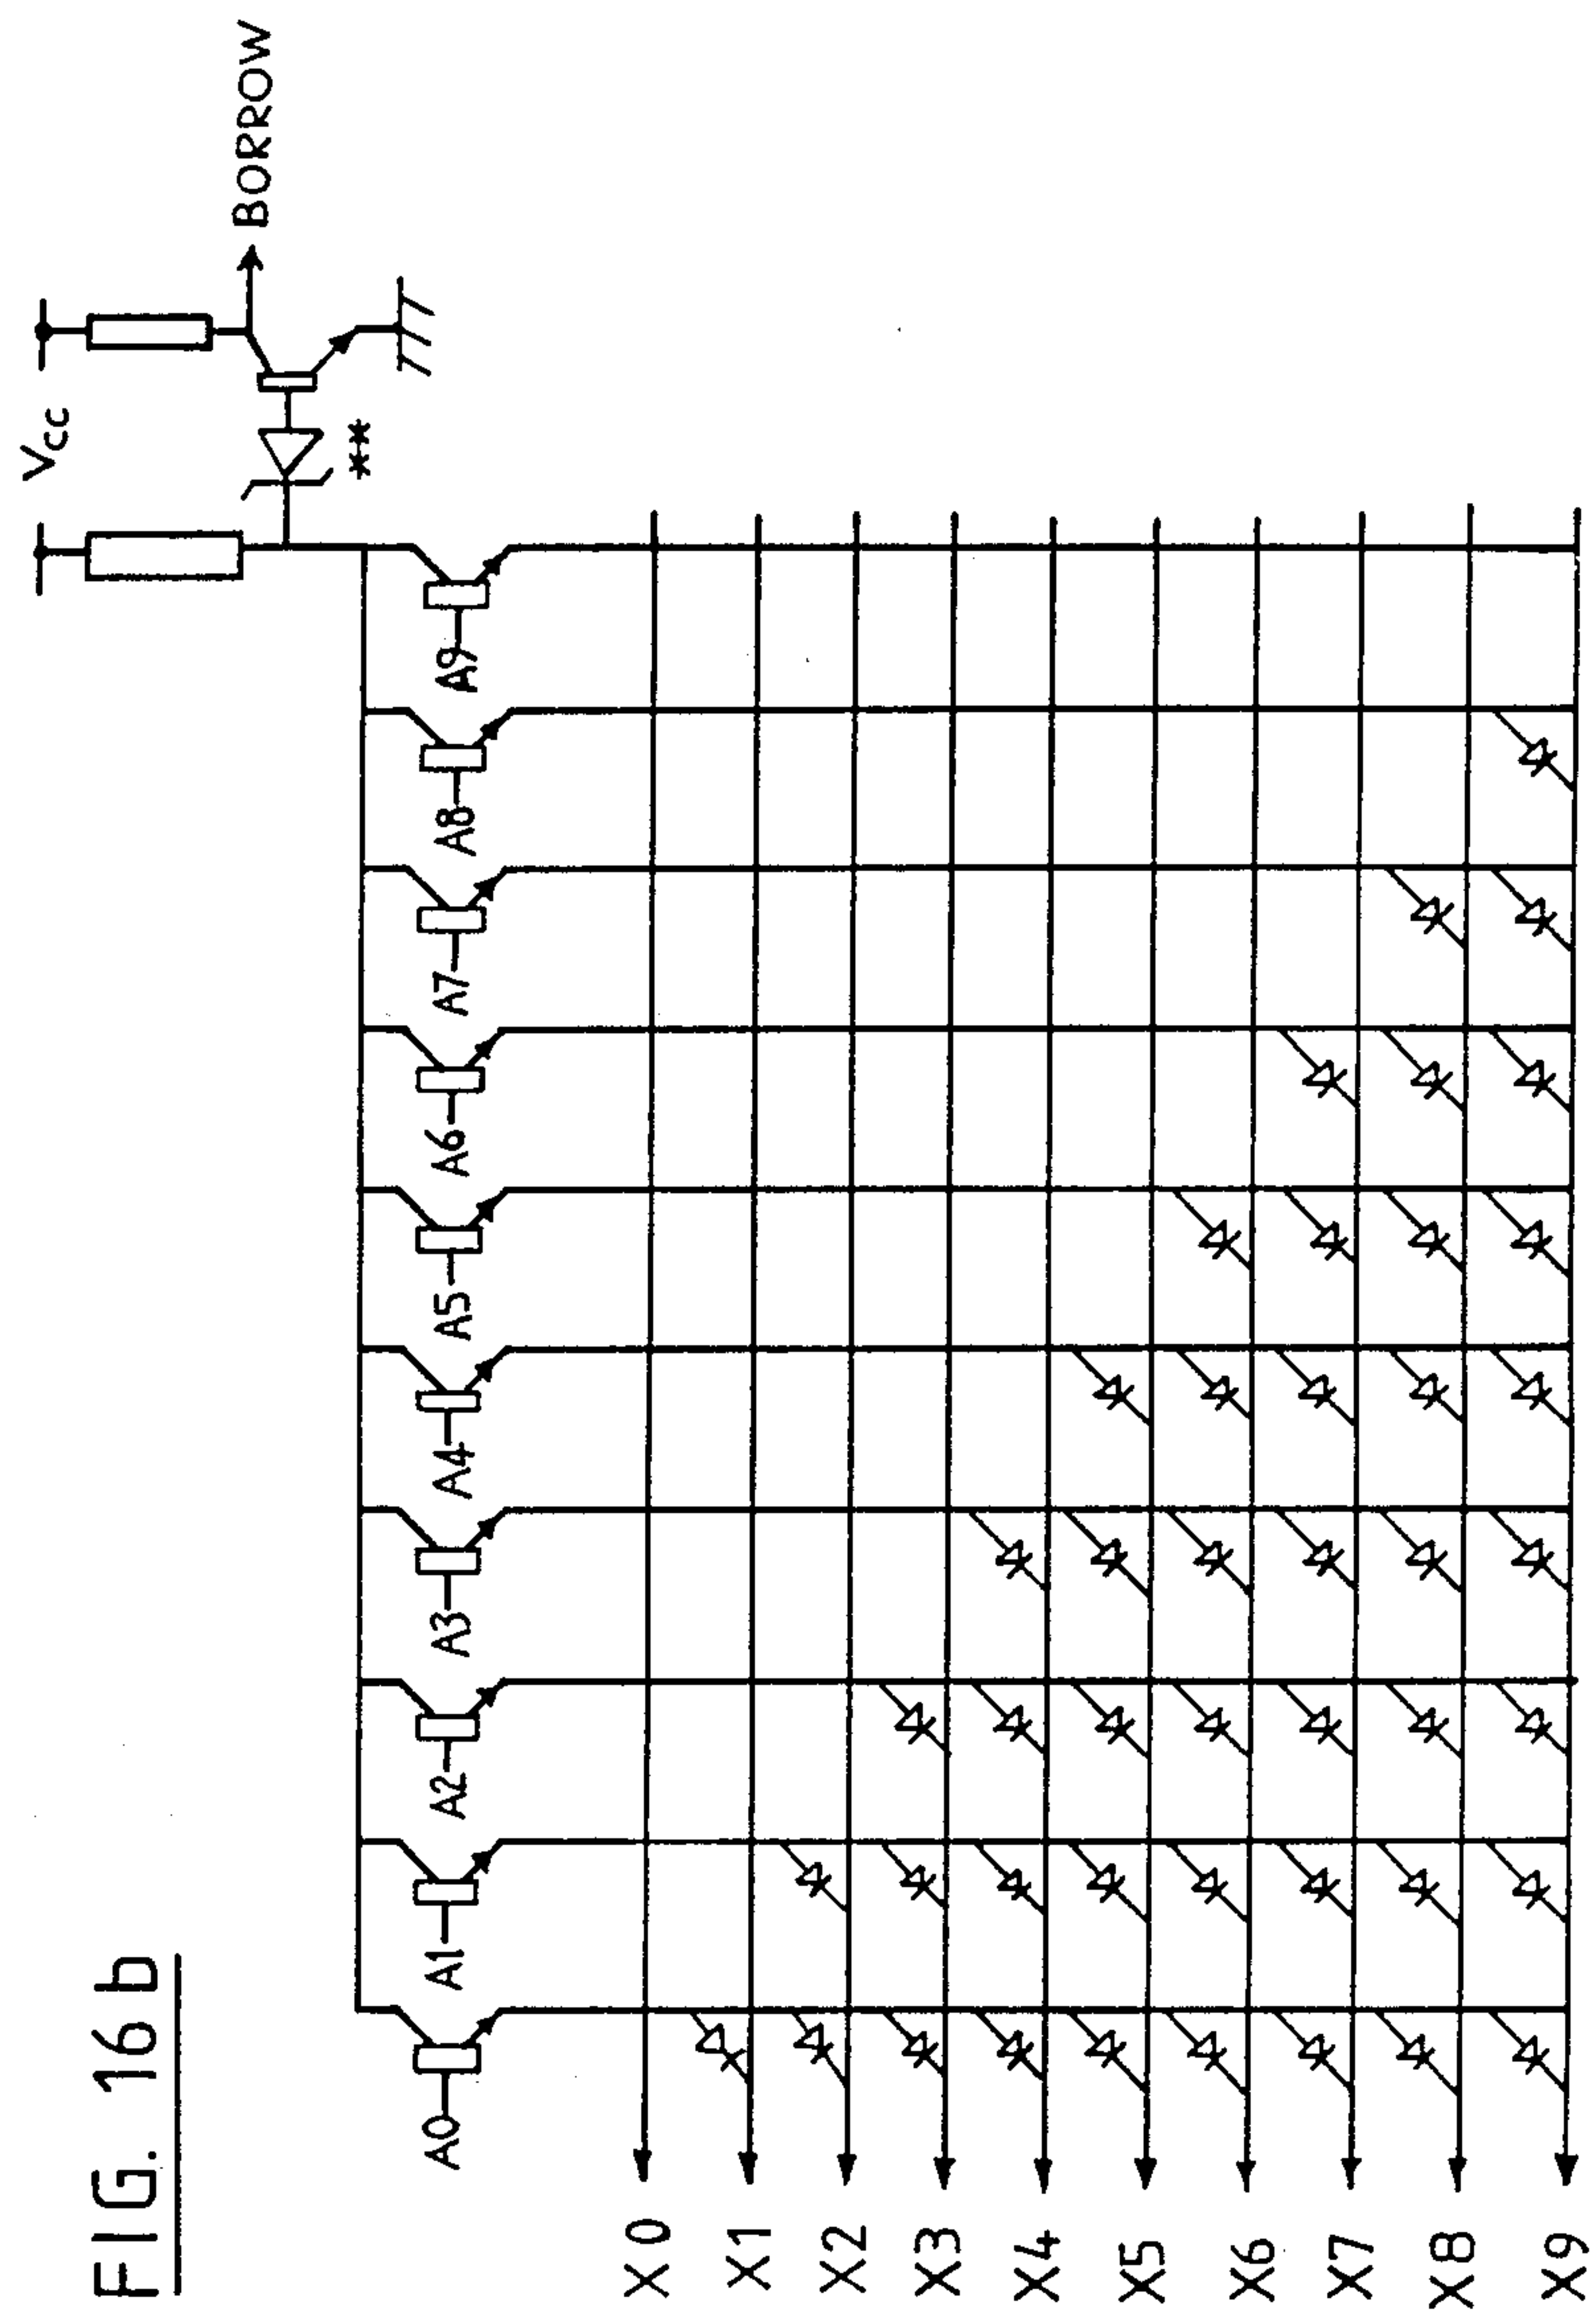 FIG. 16 b
Vcc
BORROW
**
A0 A1 A2 A3 A4 A5 A6 A7 A8 A9
X0
X1
X2
X3
X4
X5
X6
X7
X8
X9